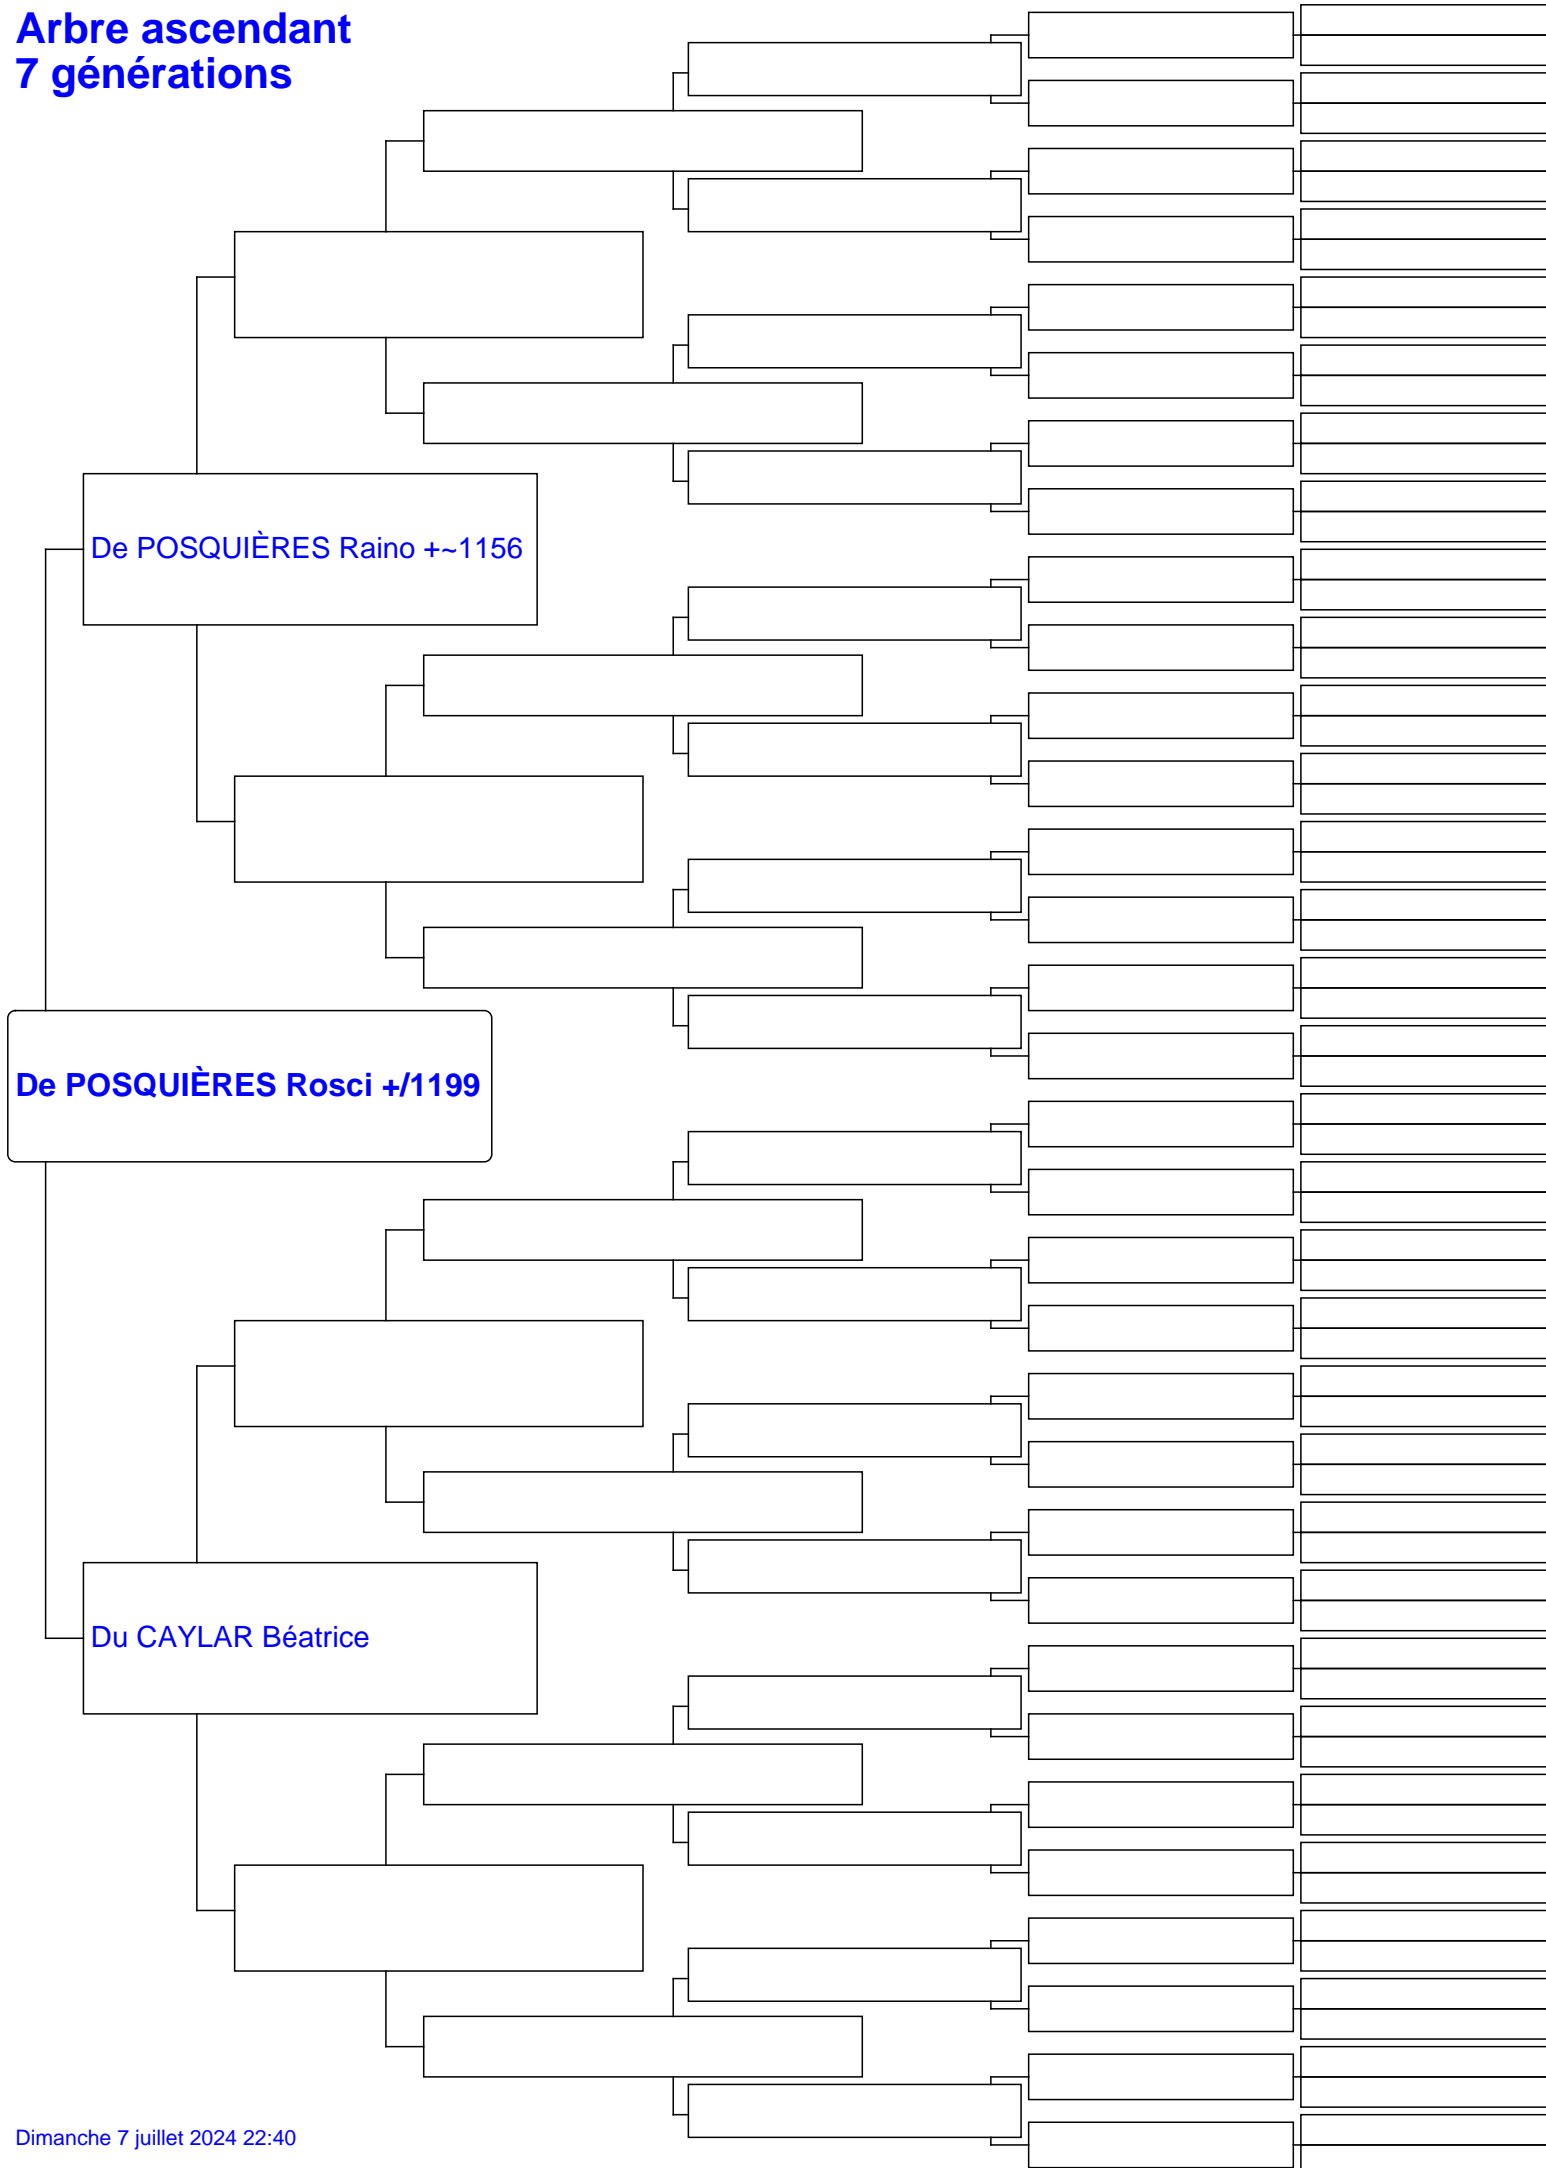 Arbre ascendant
7 générations
De POSQUIÈRES Raino +~1156
De POSQUIÈRES Rosci +/1199
Du CAYLAR Béatrice
Dimanche 7 juillet 2024 22:40